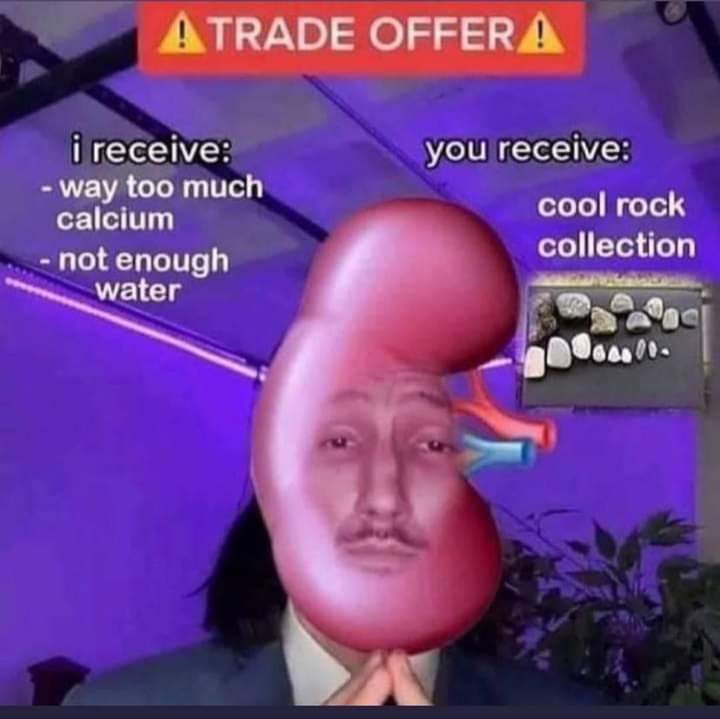 ⚠TRADE OFFER⚠
i receive:
- way too much
calcium
- not enough
water
you receive:
cool rock
collection